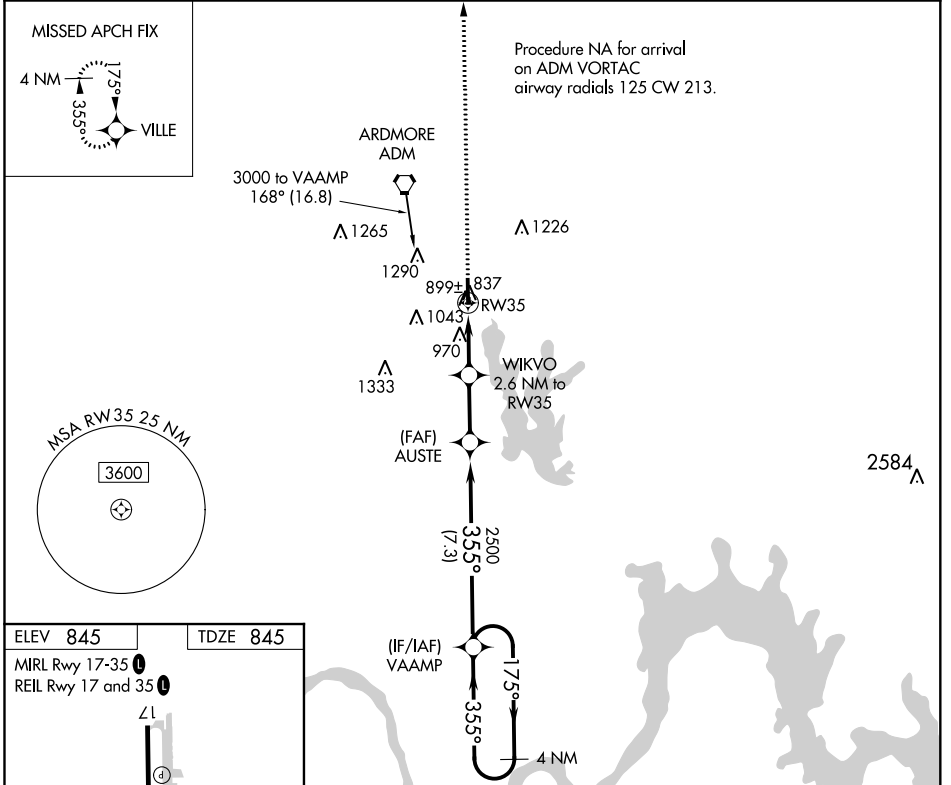 MISSED APCH FIX
4 NM
175°
355°
VILLE
Procedure NA for arrival
on ADM VORTAC
airway radials 125 CW 213.
ARDMORE
ADM
3000 to VAAMP
168° (16.8)
1265
1226
1290
899±
837
RW35
1043
970
1333
WIKVO
2.6 NM to
RW35
(FAF)
AUSTE
MSA RW35 25 NM
3600
2584
2500
355°
(7.3)
(IF/IAF)
VAAMP
175°
355°
4 NM
ELEV 845
TDZE 845
MIRL Rwy 17-35 L
REIL Rwy 17 and 35 L
17
P